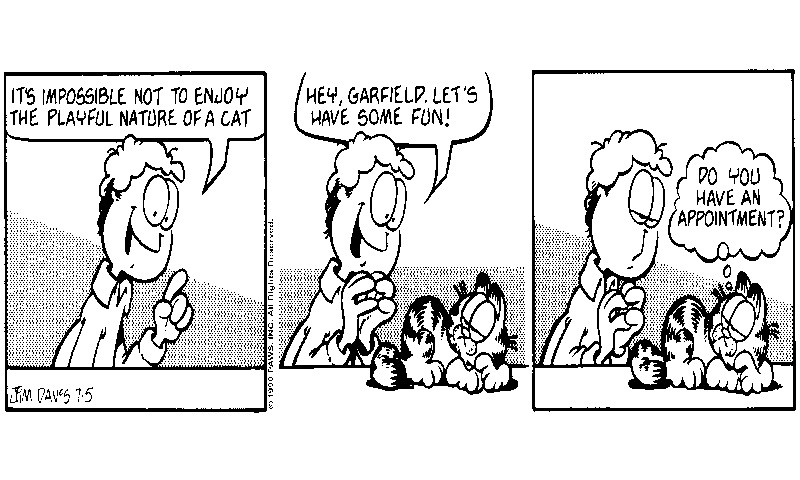 IT'S IMPOSSIBLE NOT TO ENJOY
THE PLAYFUL NATURE OF A CAT
JIM DAVIS 7-5
© 1990 PAWS, INC. All Rights Reserved.
HEY, GARFIELD. LET'S
HAVE SOME FUN!
DO YOU
HAVE AN
APPOINTMENT?